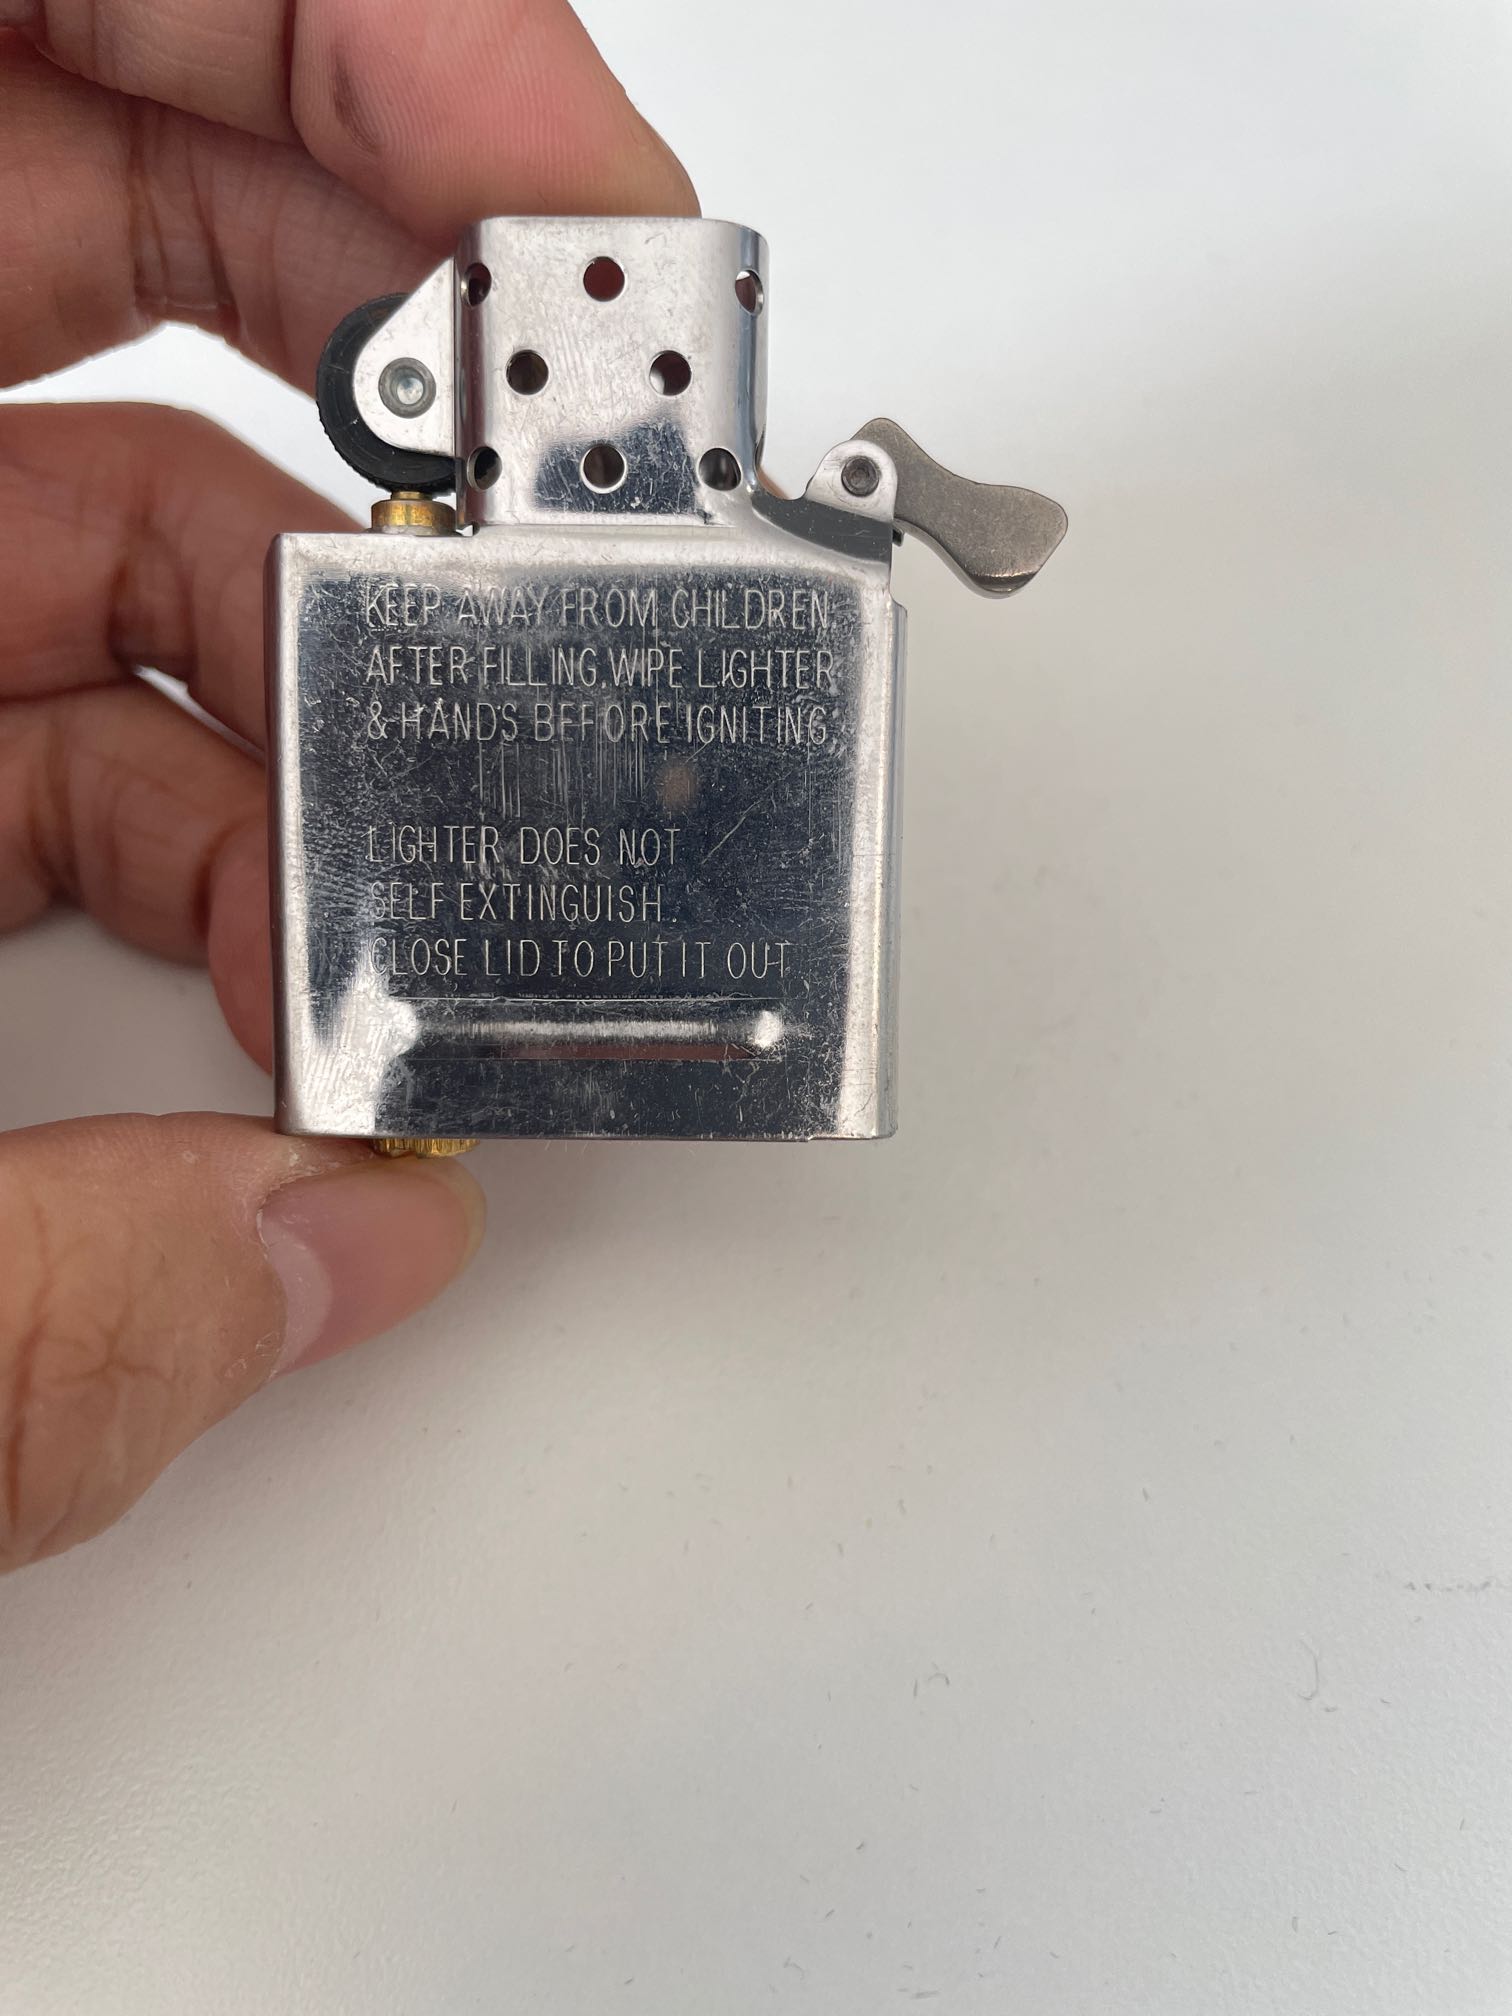 KEEP AWAY FROM CHILDREN
AFTER FILLING, WIPE LIGHTER
& HANDS BEFORE IGNITING
LIGHTER DOES NOT
SELF EXTINGUISH.
CLOSE LID TO PUT IT OUT